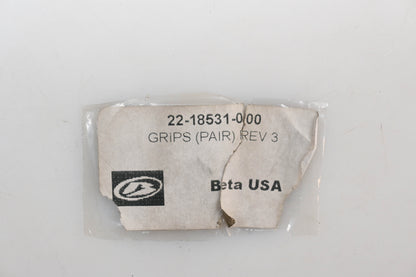 22-18531-000
GRIPS (PAIR) REV 3
Beta USA